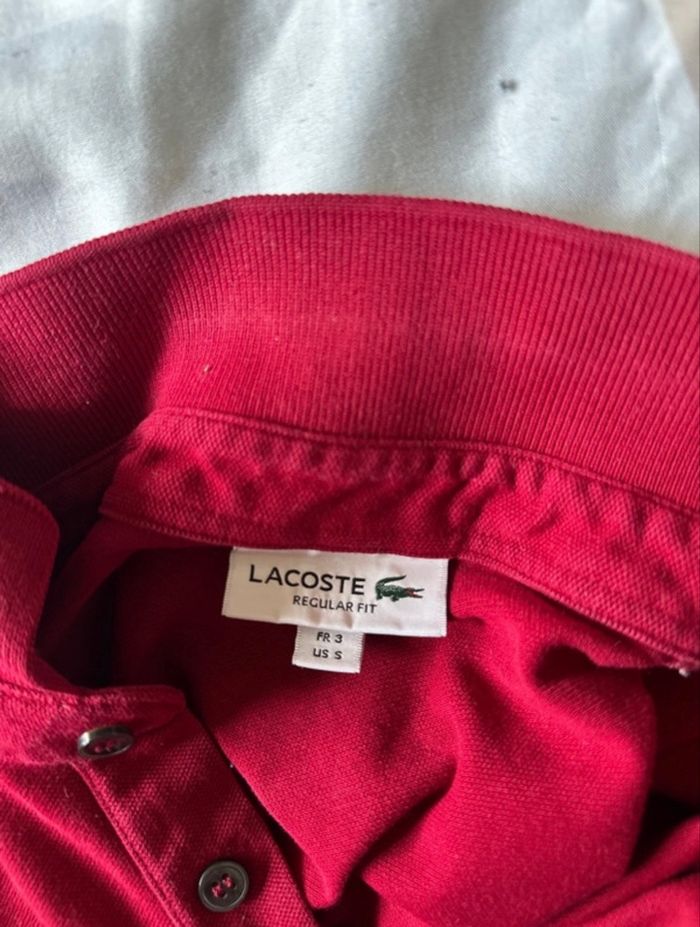 LACOSTE
REGULAR FIT
FR 3
US S